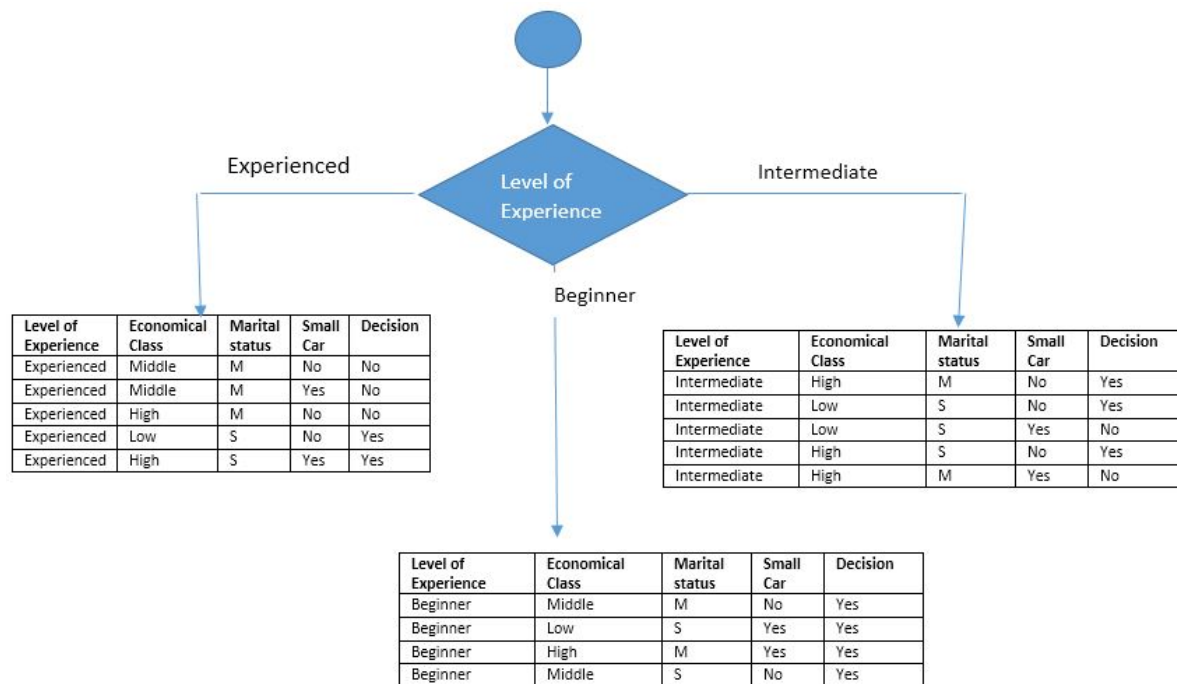 Experienced
Level of
Experience
Intermediate
Beginner
Level of Experience Economical Class Marital status Small Car Decision
Experienced Middle M No No
Experienced Middle M Yes No
Experienced High M No No
Experienced Low S No Yes
Experienced High S Yes Yes
Level of Experience Economical Class Marital status Small Car Decision
Intermediate High M No Yes
Intermediate Low S No Yes
Intermediate Low S Yes No
Intermediate High S No Yes
Intermediate High M Yes No
Level of Experience Economical Class Marital status Small Car Decision
Beginner Middle M No Yes
Beginner Low S Yes Yes
Beginner High M Yes Yes
Beginner Middle S No Yes